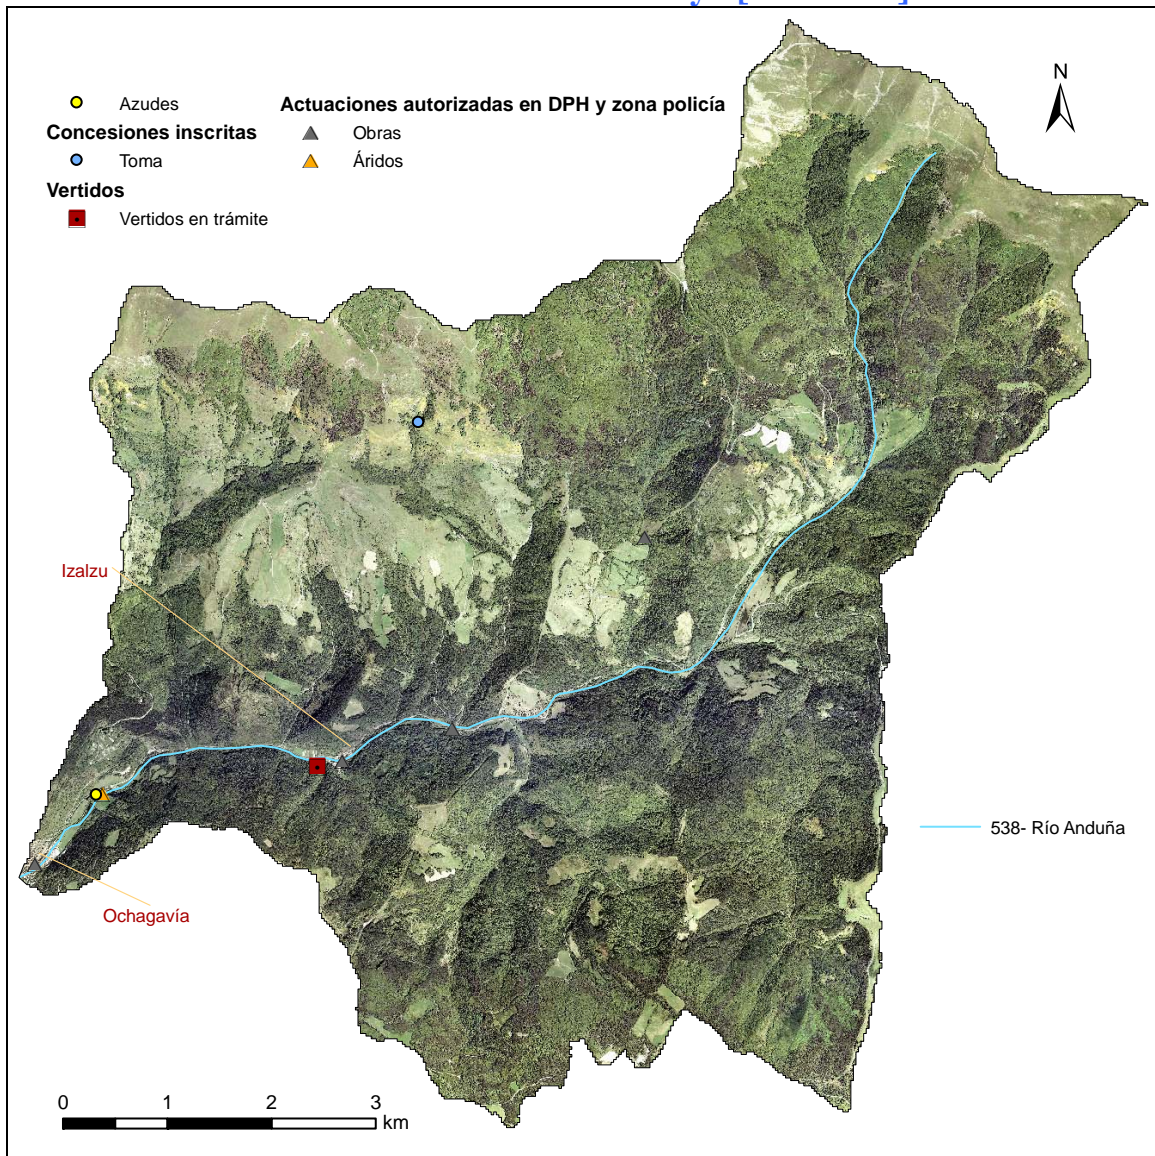 N
Azudes
Actuaciones autorizadas en DPH y zona policía
Concesiones inscritas
Obras
Toma
Áridos
Vertidos
Vertidos en trámite
Izalzu
538- Río Anduña
Ochagavía
0 1 2 3
km